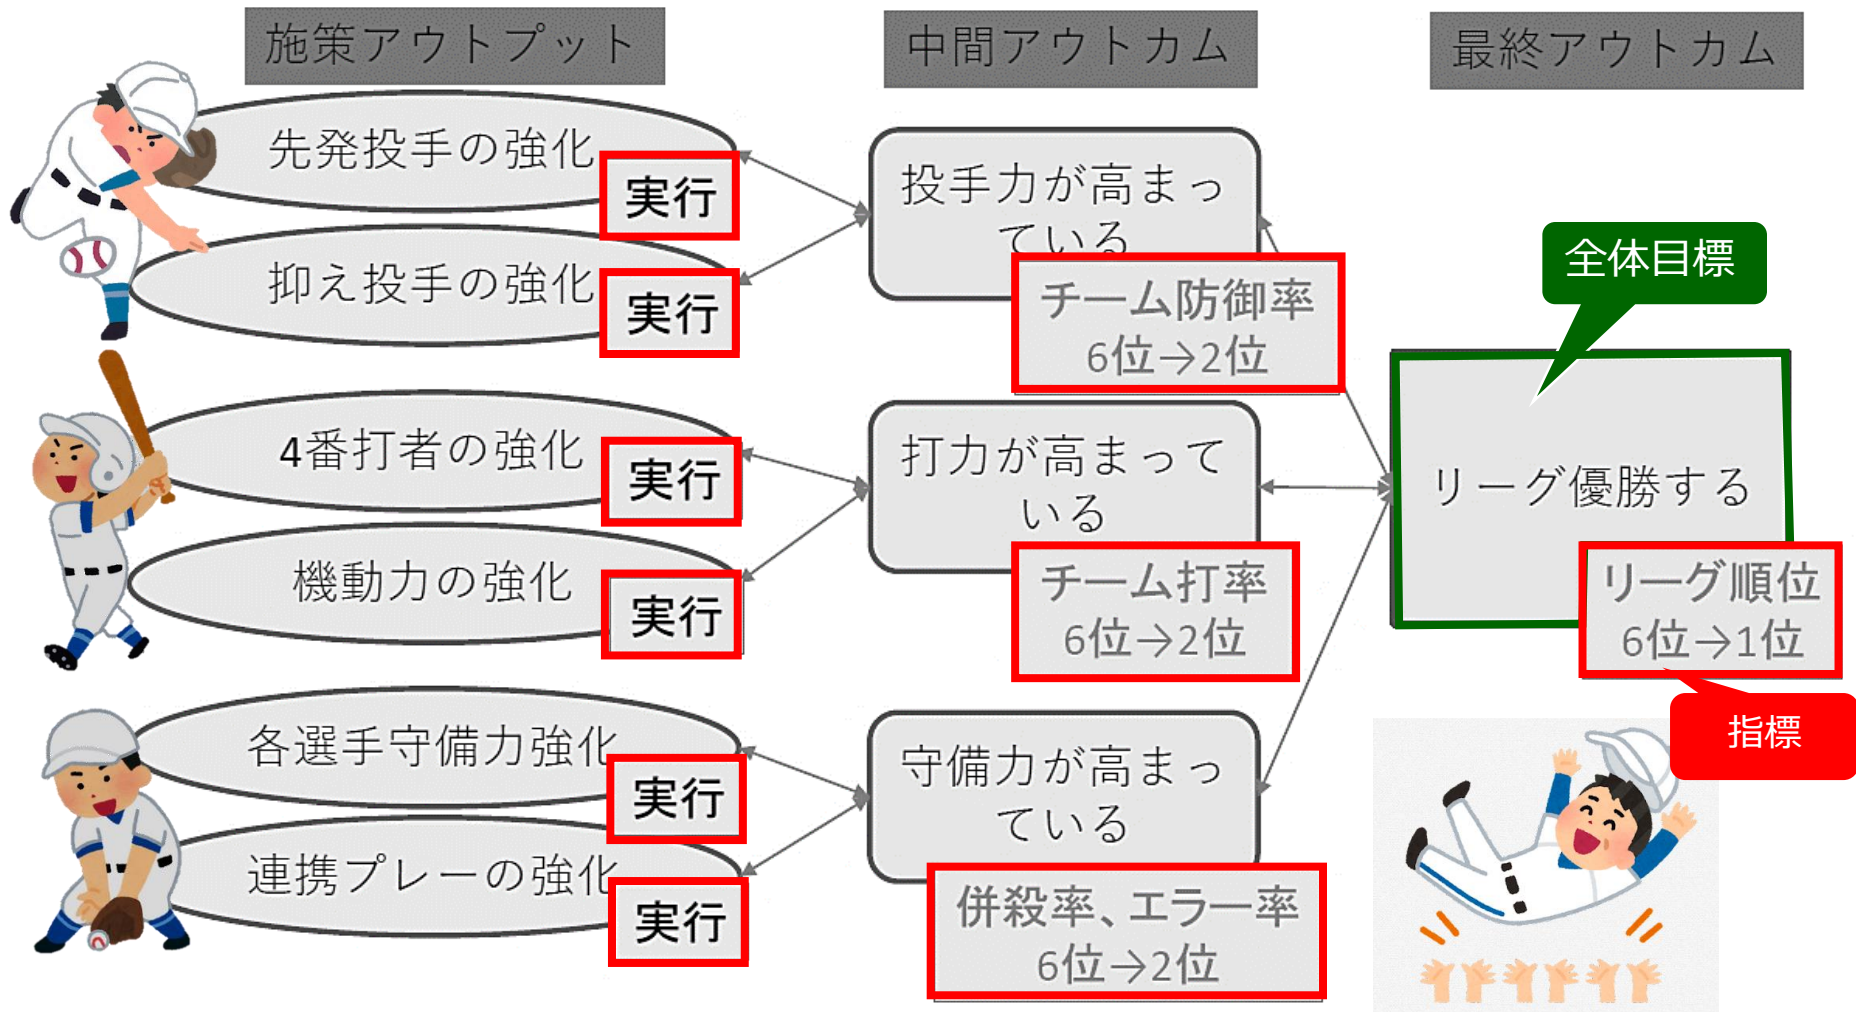 施策アウトプット
中間アウトカム
最終アウトカム
先発投手の強化
実行
抑え投手の強化
実行
4番打者の強化
実行
機動力の強化
実行
各選手守備力強化
実行
連携プレーの強化
実行
投手力が高まっ
ている
チーム防御率
6位→2位
打力が高まって
いる
チーム打率
6位→2位
守備力が高まっ
ている
併殺率、エラー率
6位→2位
全体目標
リーグ優勝する
リーグ順位
6位→1位
指標